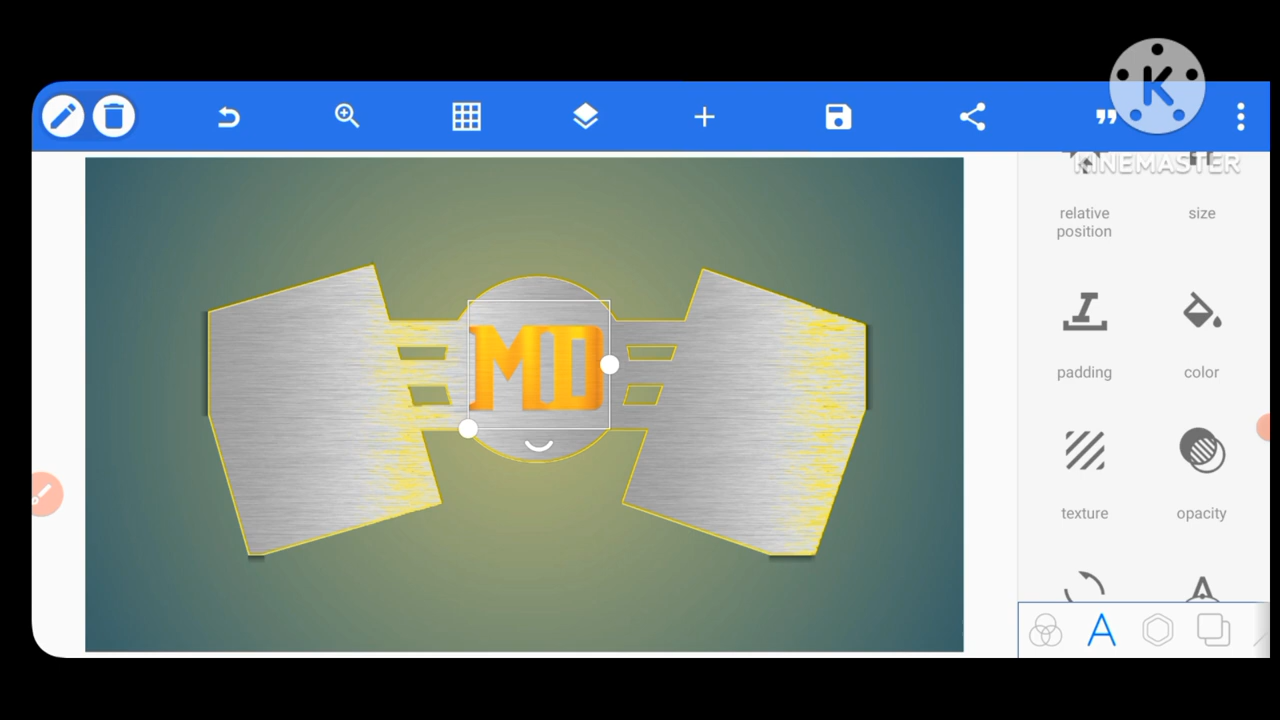 K
KINEMASTER
relative
position
size
padding
color
MD
texture
opacity